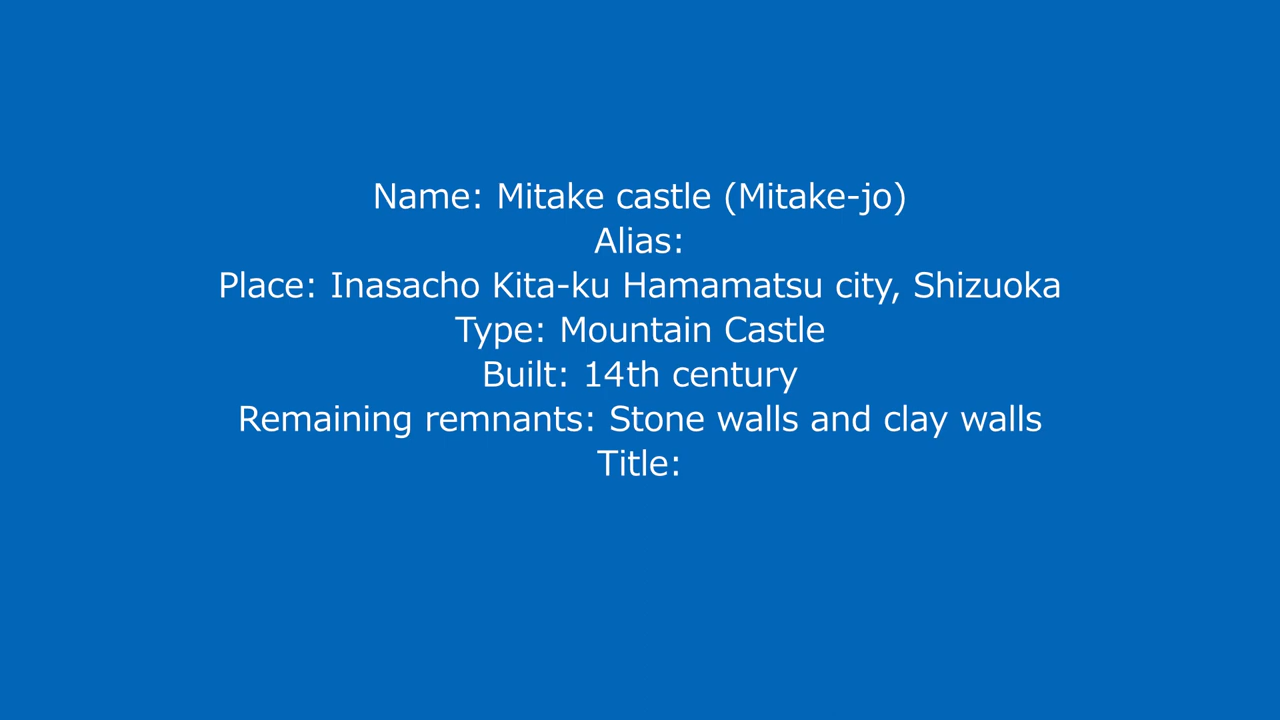 Name: Mitake castle (Mitake-jo)
Alias:
Place: Inasacho Kita-ku Hamamatsu city, Shizuoka
Type: Mountain Castle
Built: 14th century
Remaining remnants: Stone walls and clay walls
Title: